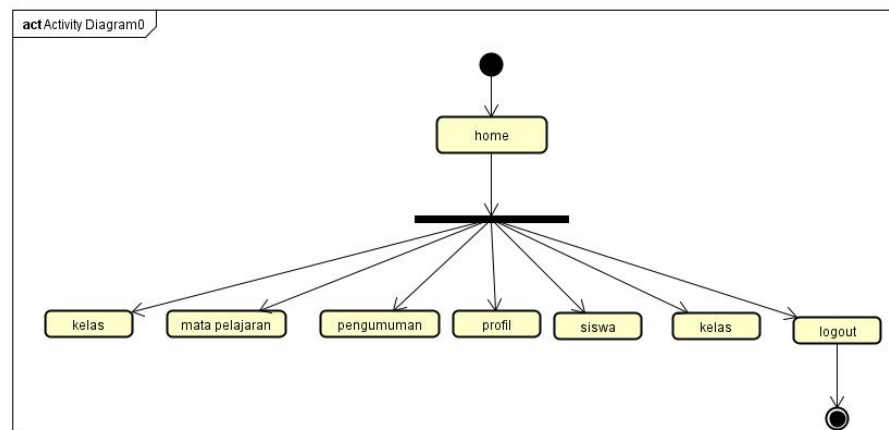 act Activity Diagram0
home
kelas
mata pelajaran
pengumuman
profil
siswa
kelas
logout